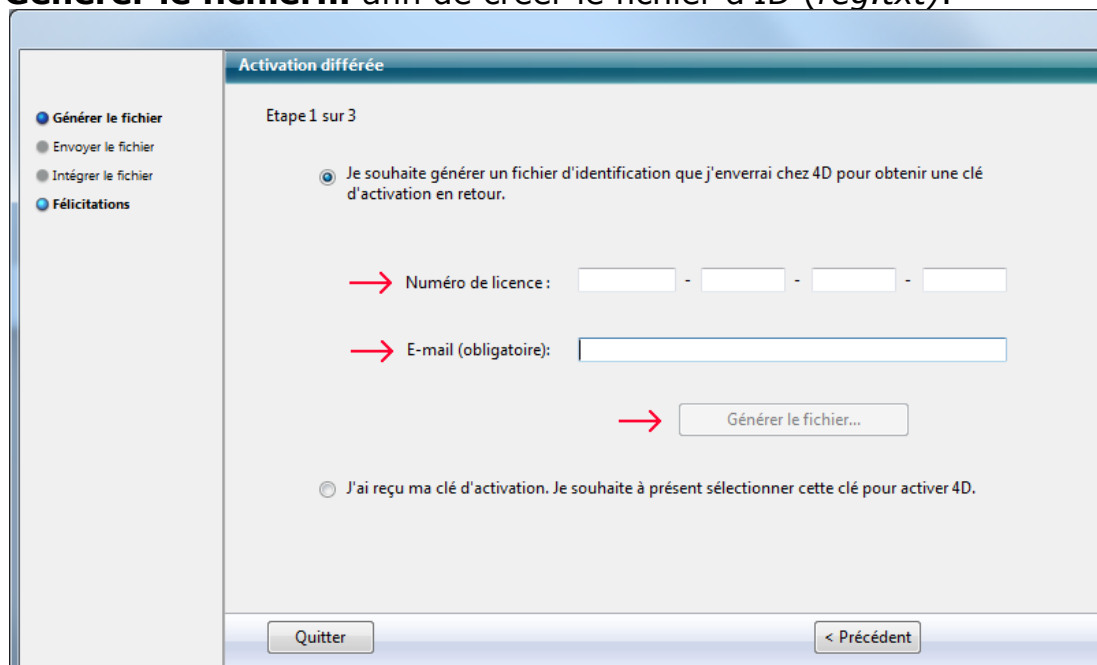 Générer le fichier... afin de créer le fichier d'ID (reg.txt).
Activation différée
Générer le fichier
Envoyer le fichier
Intégrer le fichier
Félicitations
Etape 1 sur 3
Je souhaite générer un fichier d'identification que j'enverrai chez 4D pour obtenir une clé
d'activation en retour.
Numéro de licence :
- - -
E-mail (obligatoire):
Générer le fichier...
J'ai reçu ma clé d'activation. Je souhaite à présent sélectionner cette clé pour activer 4D.
Quitter
< Précédent